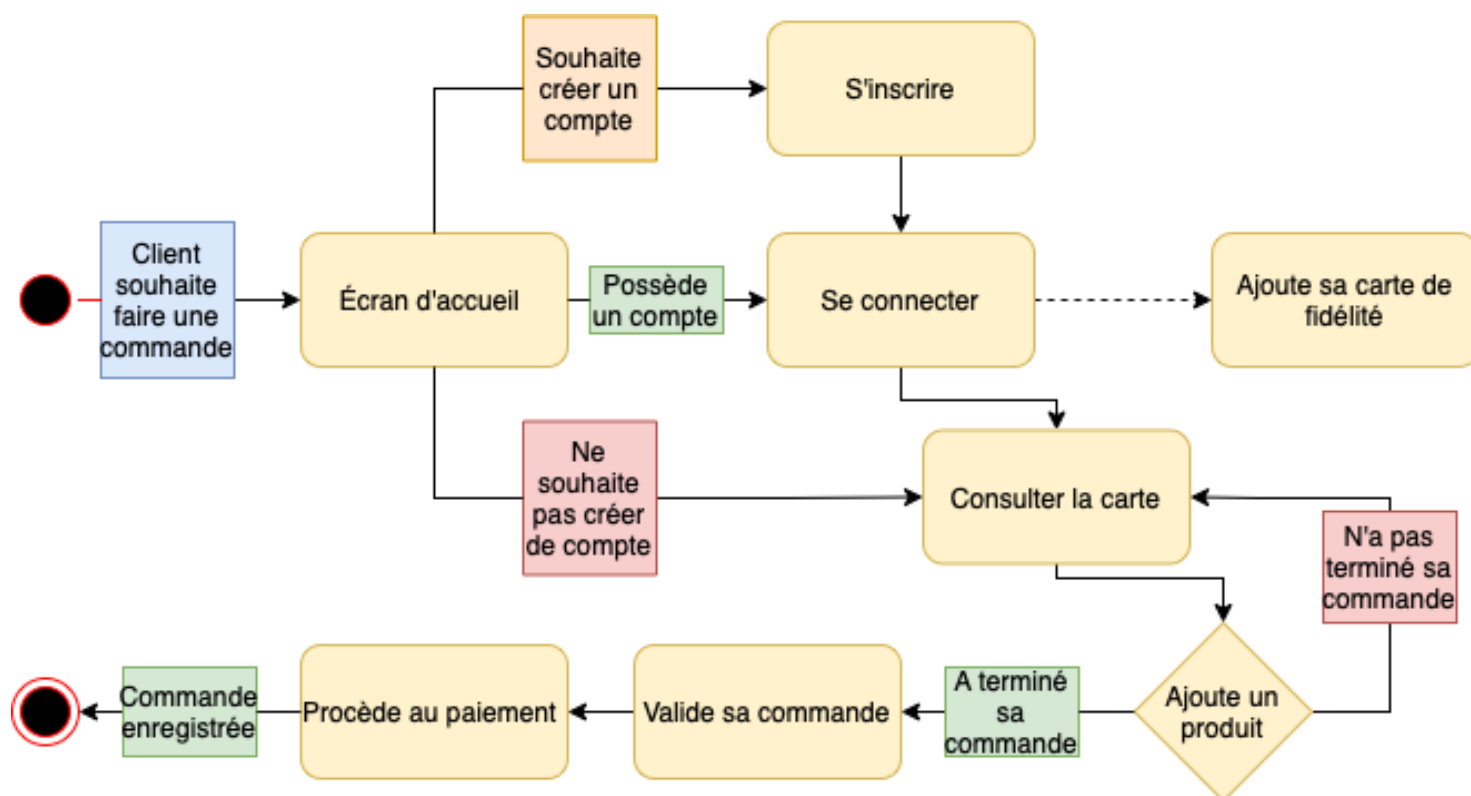 Souhaite
créer un
compte
S'inscrire
Client
souhaite
faire une
commande
Écran d'accueil
Possède
un compte
Se connecter
Ajoute sa carte de
fidélité
Ne
souhaite
pas créer
de compte
Consulter la carte
N'a pas
terminé sa
commande
Commande
enregistrée
Procède au paiement
Valide sa commande
A terminé
sa
commande
Ajoute un
produit